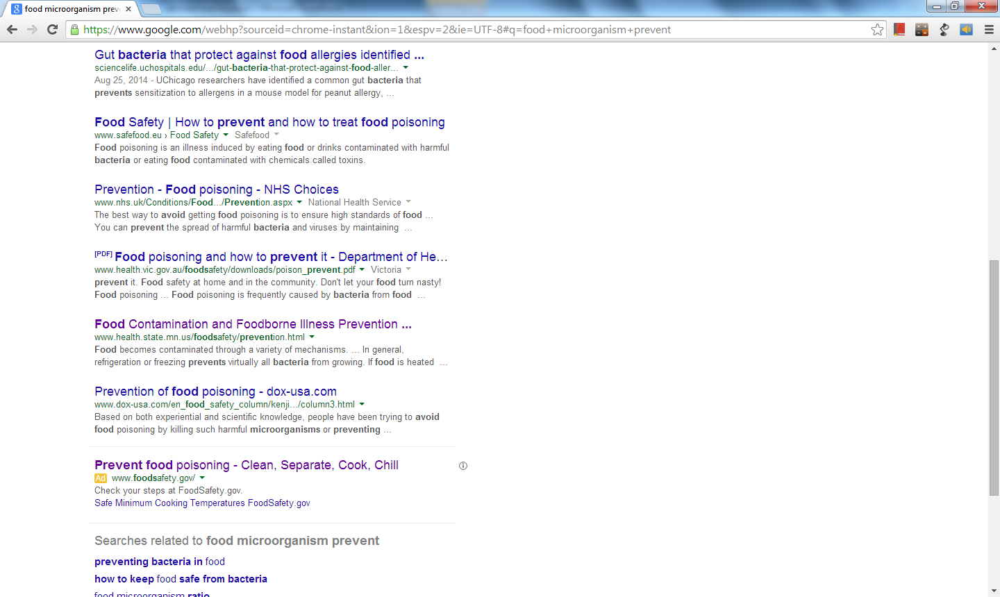 food microorganism prev
https://www.google.com/webhp?sourceid=chrome-instant&ion=1&espv=2&ie=UTF-8#q=food+microorganism+prevent
Gut bacteria that protect against food allergies identified ...
sciencelife.uchospitals.edu/.../gut-bacteria-that-protect-against-food-aller...
Aug 25, 2014 - UChicago researchers have identified a common gut bacteria that
prevents sensitization to allergens in a mouse model for peanut allergy, ...
Food Safety | How to prevent and how to treat food poisoning
www.safefood.eu › Food Safety Safefood
Food poisoning is an illness induced by eating food or drinks contaminated with harmful
bacteria or eating food contaminated with chemicals called toxins.
Prevention - Food poisoning - NHS Choices
www.nhs.uk/Conditions/Food.../Prevention.aspx National Health Service
The best way to avoid getting food poisoning is to ensure high standards of food ...
You can prevent the spread of harmful bacteria and viruses by maintaining ...
[PDF] Food poisoning and how to prevent it - Department of He...
www.health.vic.gov.au/foodsafety/downloads/poison_prevent.pdf Victoria
prevent it. Food safety at home and in the community. Don't let your food turn nasty!
Food poisoning ... Food poisoning is frequently caused by bacteria from food ...
Food Contamination and Foodborne Illness Prevention ...
www.health.state.mn.us/foodsafety/prevention.html
Food becomes contaminated through a variety of mechanisms. ... In general,
refrigeration or freezing prevents virtually all bacteria from growing. If food is heated ...
Prevention of food poisoning - dox-usa.com
www.dox-usa.com/en_food_safety_column/kenji.../column3.html
Based on both experiential and scientific knowledge, people have been trying to avoid
food poisoning by killing such harmful microorganisms or preventing ...
Prevent food poisoning - Clean, Separate, Cook, Chill
Ad www.foodsafety.gov/
Check your steps at FoodSafety.gov.
Safe Minimum Cooking Temperatures FoodSafety.gov
Searches related to food microorganism prevent
preventing bacteria in food
how to keep food safe from bacteria
food microorganism ratio